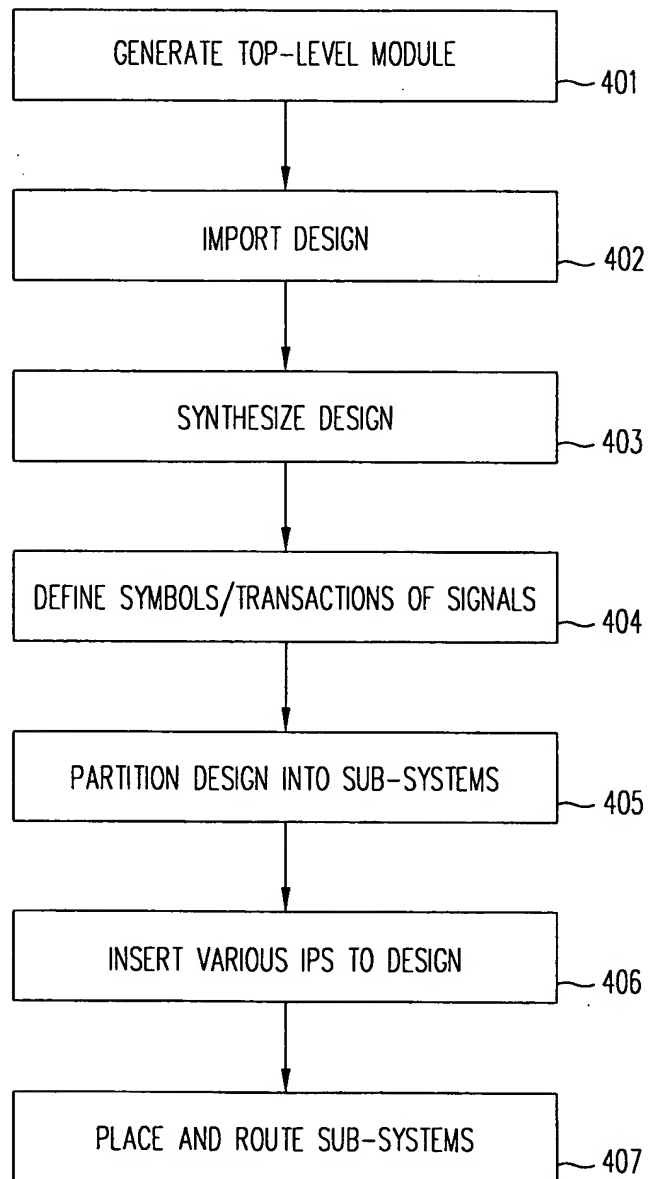 GENERATE TOP-LEVEL MODULE
401
IMPORT DESIGN
402
SYNTHESIZE DESIGN
403
DEFINE SYMBOLS/TRANSACTIONS OF SIGNALS
404
PARTITION DESIGN INTO SUB-SYSTEMS
405
INSERT VARIOUS IPS TO DESIGN
406
PLACE AND ROUTE SUB-SYSTEMS
407